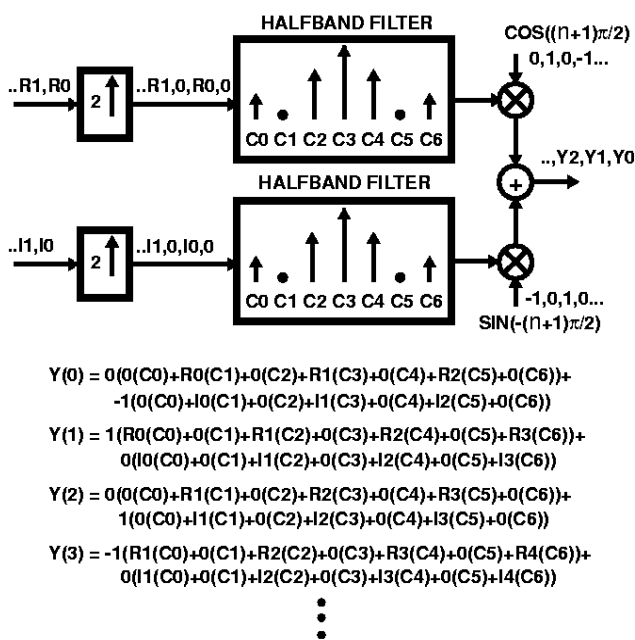 HALFBAND FILTER
COS((n+1)π/2)
0,1,0,-1...
..R1,R0
2
..R1,0,R0,0
C0 C1 C2 C3 C4 C5 C6
..,Y2,Y1,Y0
+
HALFBAND FILTER
..I1,I0
2
..I1,0,I0,0
C0 C1 C2 C3 C4 C5 C6
-1,0,1,0...
SIN(-(n+1)π/2)
Y(0) = 0(0(C0)+R0(C1)+0(C2)+R1(C3)+0(C4)+R2(C5)+0(C6))+
-1(0(C0)+I0(C1)+0(C2)+I1(C3)+0(C4)+I2(C5)+0(C6))
Y(1) = 1(R0(C0)+0(C1)+R1(C2)+0(C3)+R2(C4)+0(C5)+R3(C6))+
0(I0(C0)+0(C1)+I1(C2)+0(C3)+I2(C4)+0(C5)+I3(C6))
Y(2) = 0(0(C0)+R1(C1)+0(C2)+R2(C3)+0(C4)+R3(C5)+0(C6))+
1(0(C0)+I1(C1)+0(C2)+I2(C3)+0(C4)+I3(C5)+0(C6))
Y(3) = -1(R1(C0)+0(C1)+R2(C2)+0(C3)+R3(C4)+0(C5)+R4(C6))+
0(I1(C0)+0(C1)+I2(C2)+0(C3)+I3(C4)+0(C5)+I4(C6))